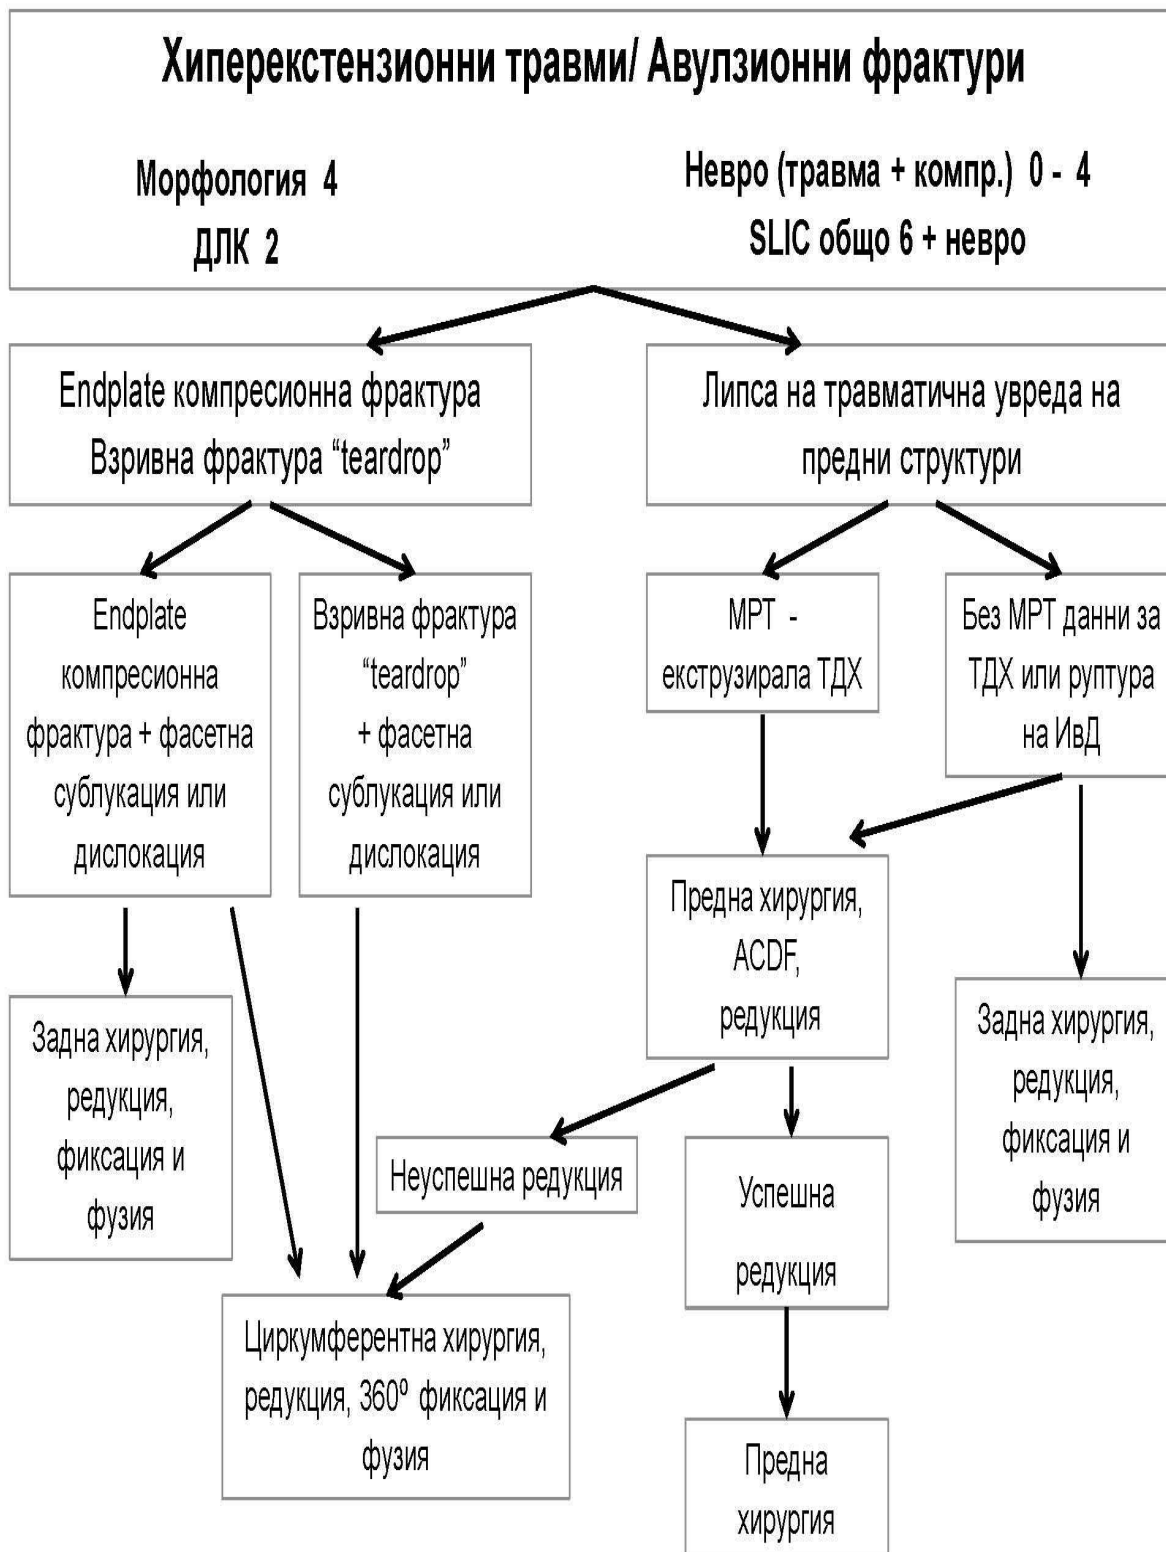 Хиперекстензионни травми/ Авулзионни фрактури
Морфология 4
ДЛК 2
Невро (травма + компр.) 0 - 4
SLIC общо 6 + невро
Endplate компресионна фрактура
Взривна фрактура “teardrop”
Липса на травматична увреда на
предни структури
Endplate
компресионна
фрактура + фасетна
сублукация или
дислокация
Взривна фрактура
“teardrop”
+ фасетна
сублукация или
дислокация
МРТ -
екструзирала ТДХ
Без МРТ данни за
ТДХ или руптура
на ИвД
Предна хирургия,
ACDF,
редукция
Задна хирургия,
редукция,
фиксация и
фузия
Задна хирургия,
редукция,
фиксация и
фузия
Неуспешна редукция
Успешна
редукция
Циркумферентна хирургия,
редукция, 360º фиксация и
фузия
Предна
хирургия